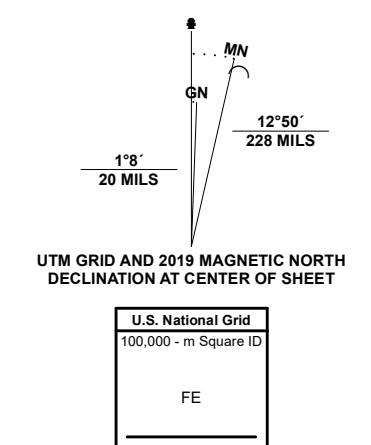 MN
GN
12°50´
228 MILS
1°8´
20 MILS
UTM GRID AND 2019 MAGNETIC NORTH
DECLINATION AT CENTER OF SHEET
U.S. National Grid
100,000 - m Square ID
FE